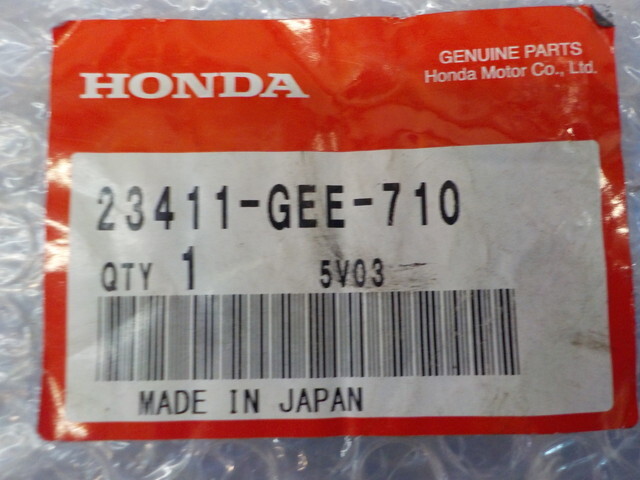 HONDA
GENUINE PARTS
Honda Motor Co., Ltd.
23411-GEE-710
QTY 1 5V03
MADE IN JAPAN